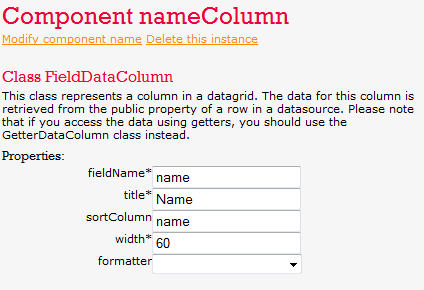 Component nameColumn
Modify component name Delete this instance
Class FieldDataColumn
This class represents a column in a datagrid. The data for this column is
retrieved from the public property of a row in a datasource. Please note
that if you access the data using getters, you should use the
GetterDataColumn class instead.
Properties:
fieldName* name
title* Name
sortColumn name
width* 60
formatter